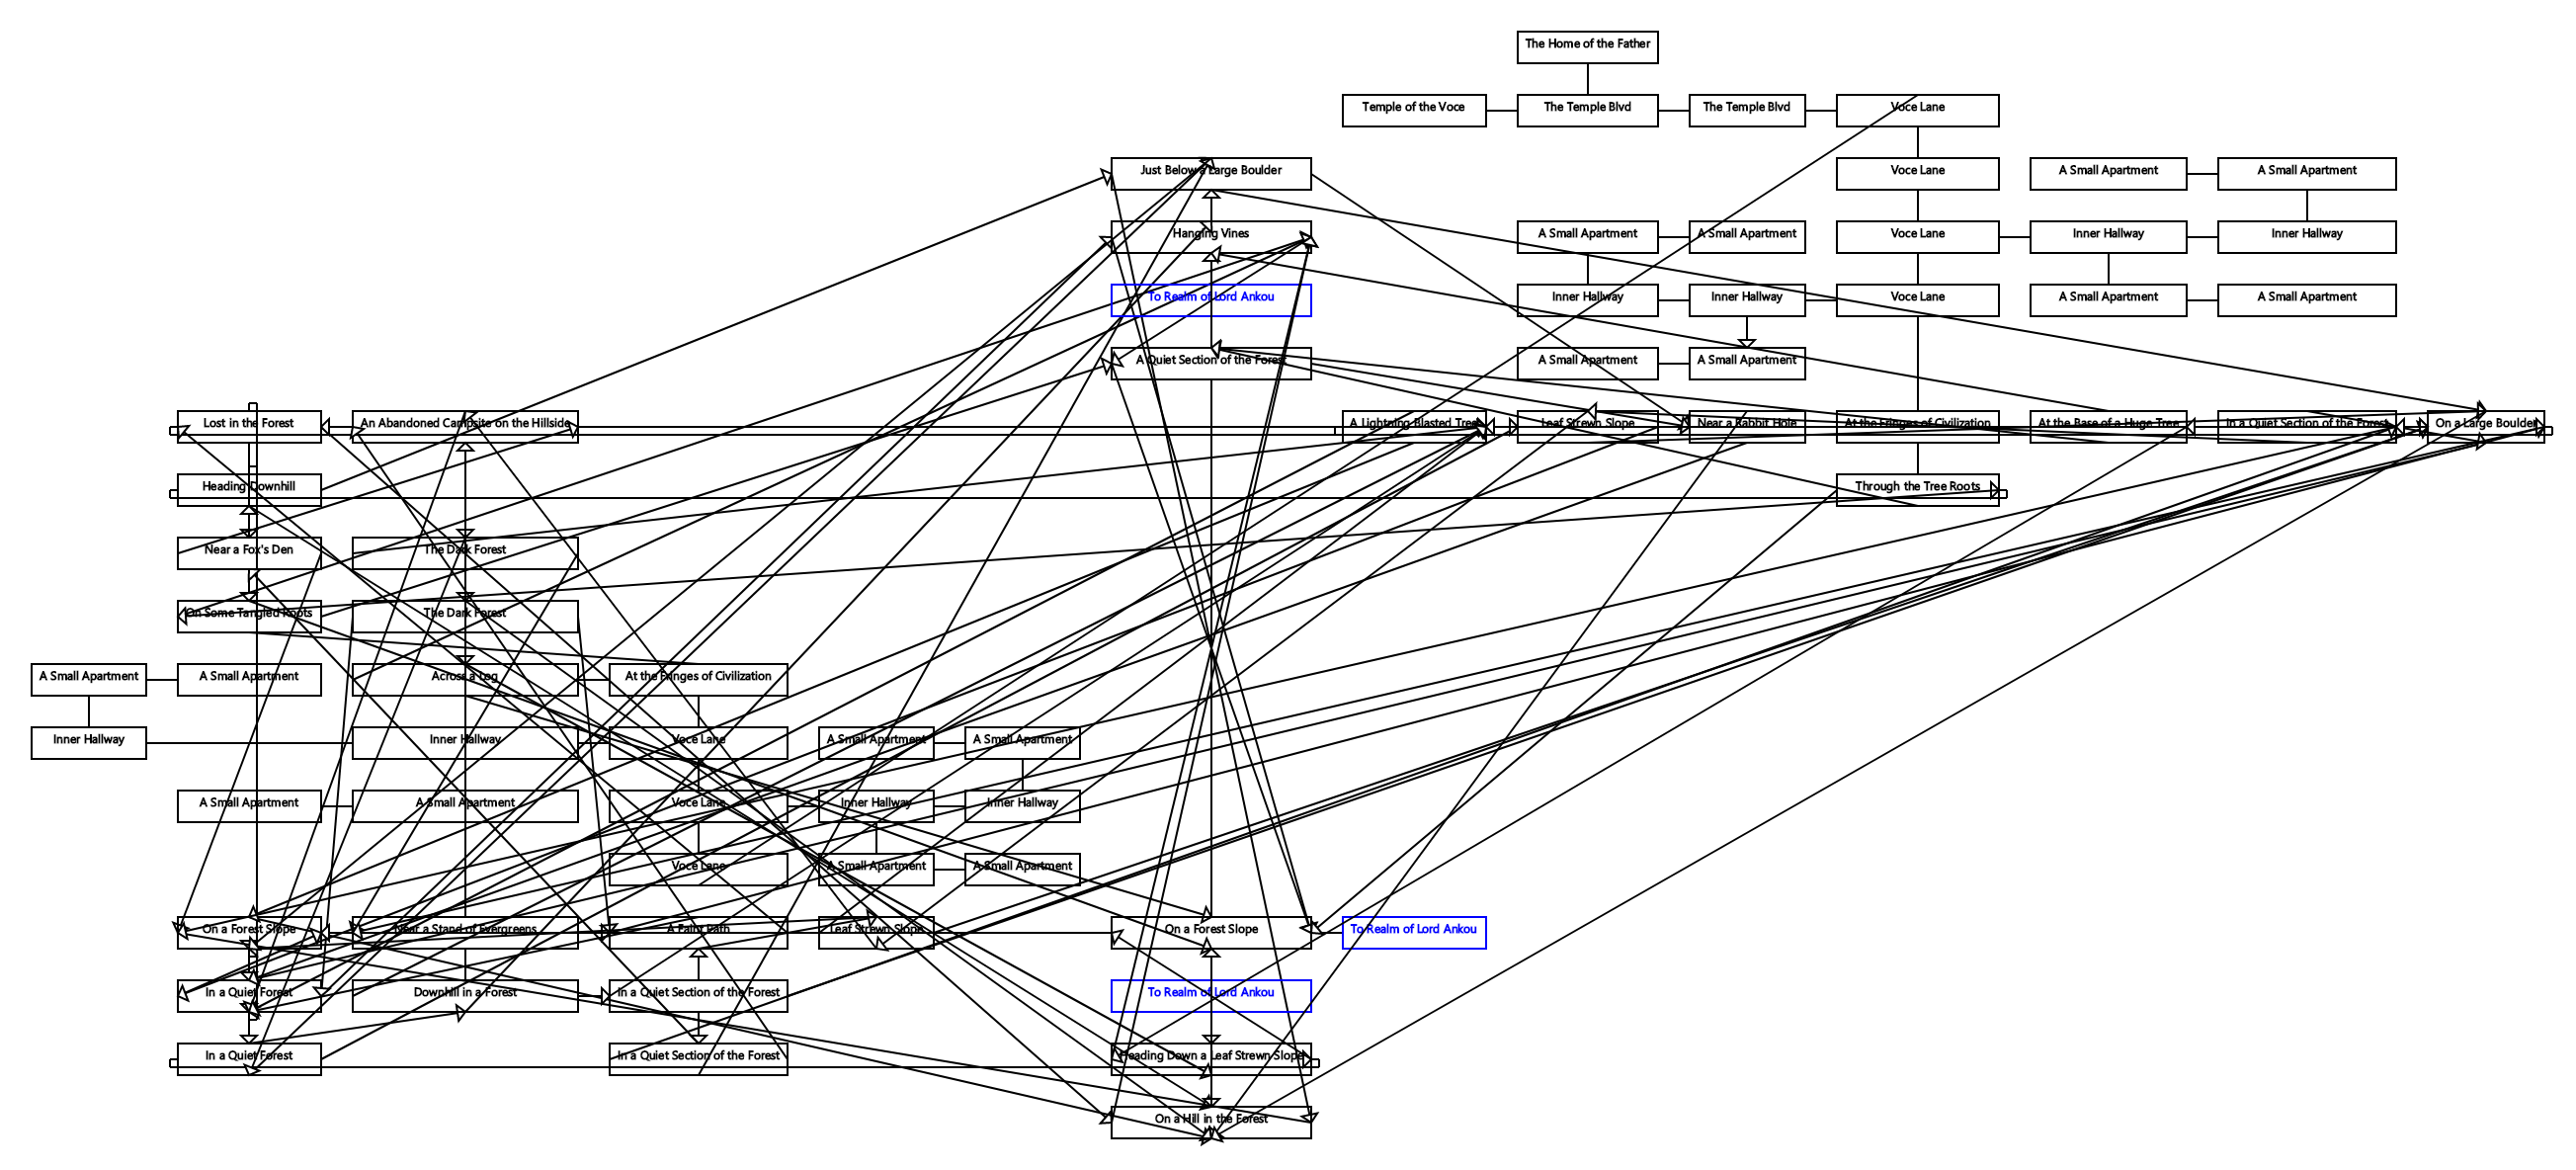 The Home of the Father
Temple of the Voce
The Temple Blvd
The Temple Blvd
Voce Lane
Just Below a Large Boulder
Voce Lane
A Small Apartment
A Small Apartment
Hanging Vines
A Small Apartment
A Small Apartment
Voce Lane
Inner Hallway
Inner Hallway
To Realm of Lord Ankou
Inner Hallway
Inner Hallway
Voce Lane
A Small Apartment
A Small Apartment
A Quiet Section of the Forest
A Small Apartment
A Small Apartment
Lost in the Forest
An Abandoned Campsite on the Hillside
A Lightning Blasted Tree
Leaf Strewn Slope
Near a Rabbit Hole
At the Fringes of Civilization
At the Base of a Huge Tree
In a Quiet Section of the Forest
On a Large Boulder
Heading Downhill
Through the Tree Roots
Near a Fox's Den
The Dark Forest
On Some Tangled Roots
The Dark Forest
A Small Apartment
A Small Apartment
Across a Log
At the Fringes of Civilization
Inner Hallway
Inner Hallway
Voce Lane
A Small Apartment
A Small Apartment
A Small Apartment
A Small Apartment
Voce Lane
Inner Hallway
Inner Hallway
Voce Lane
A Small Apartment
A Small Apartment
On a Forest Slope
Near a Stand of Evergreens
A Fairy Path
Leaf Strewn Slope
On a Forest Slope
To Realm of Lord Ankou
In a Quiet Forest
Downhill in a Forest
In a Quiet Section of the Forest
To Realm of Lord Ankou
In a Quiet Forest
In a Quiet Section of the Forest
Heading Down a Leaf Strewn Slope
On a Hill in the Forest